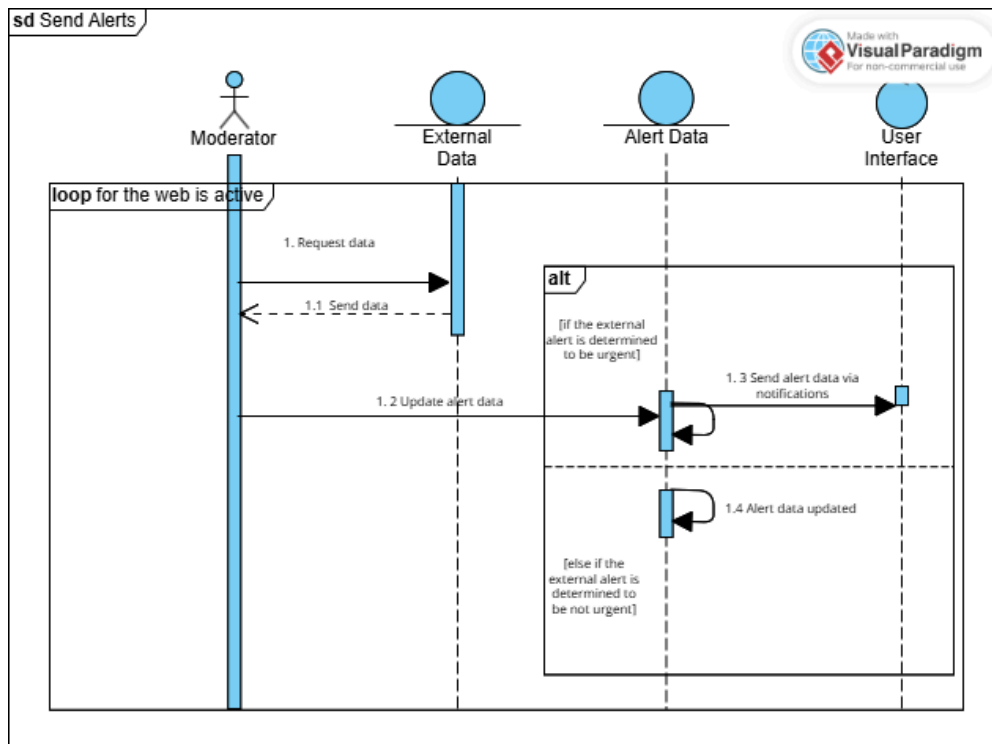 sd Send Alerts
Made with
Visual Paradigm
For non-commercial use
Moderator
External
Data
Alert Data
User
Interface
loop for the web is active
1. Request data
1.1 Send data
alt
[if the external
alert is determined
to be urgent]
1. 3 Send alert data via
notifications
1. 2 Update alert data
1.4 Alert data updated
[else if the
external alert is
determined to
be not urgent]